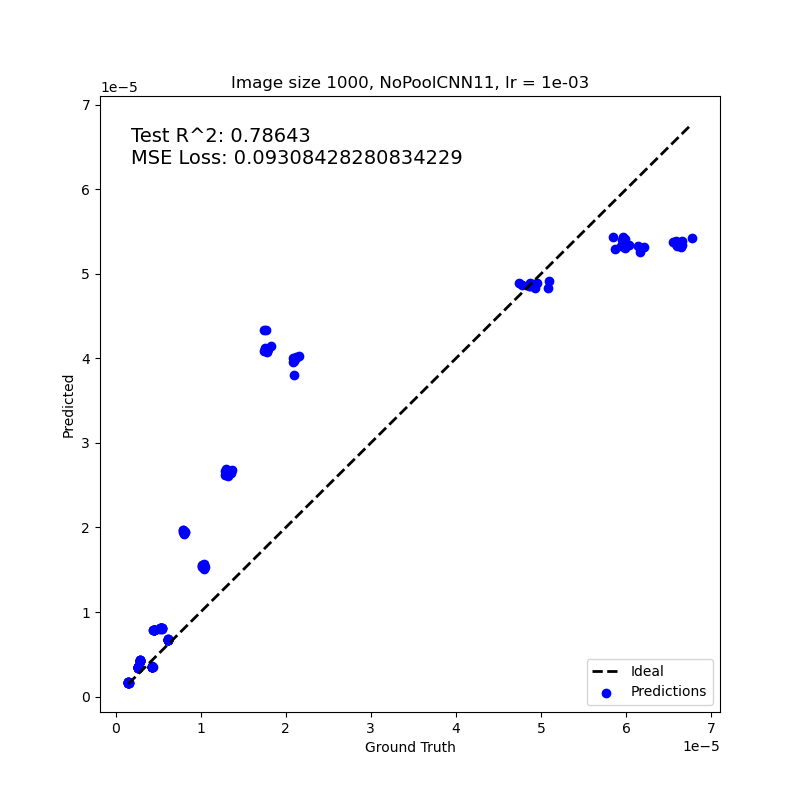 Image size 1000, NoPoolCNN11, lr = 1e-03
1e−5
7
Test R^2: 0.78643
MSE Loss: 0.09308428280834229
6
5
4
Predicted
3
2
1
0
Ideal
Predictions
0 1 2 3 4 5 6 7
Ground Truth
1e−5